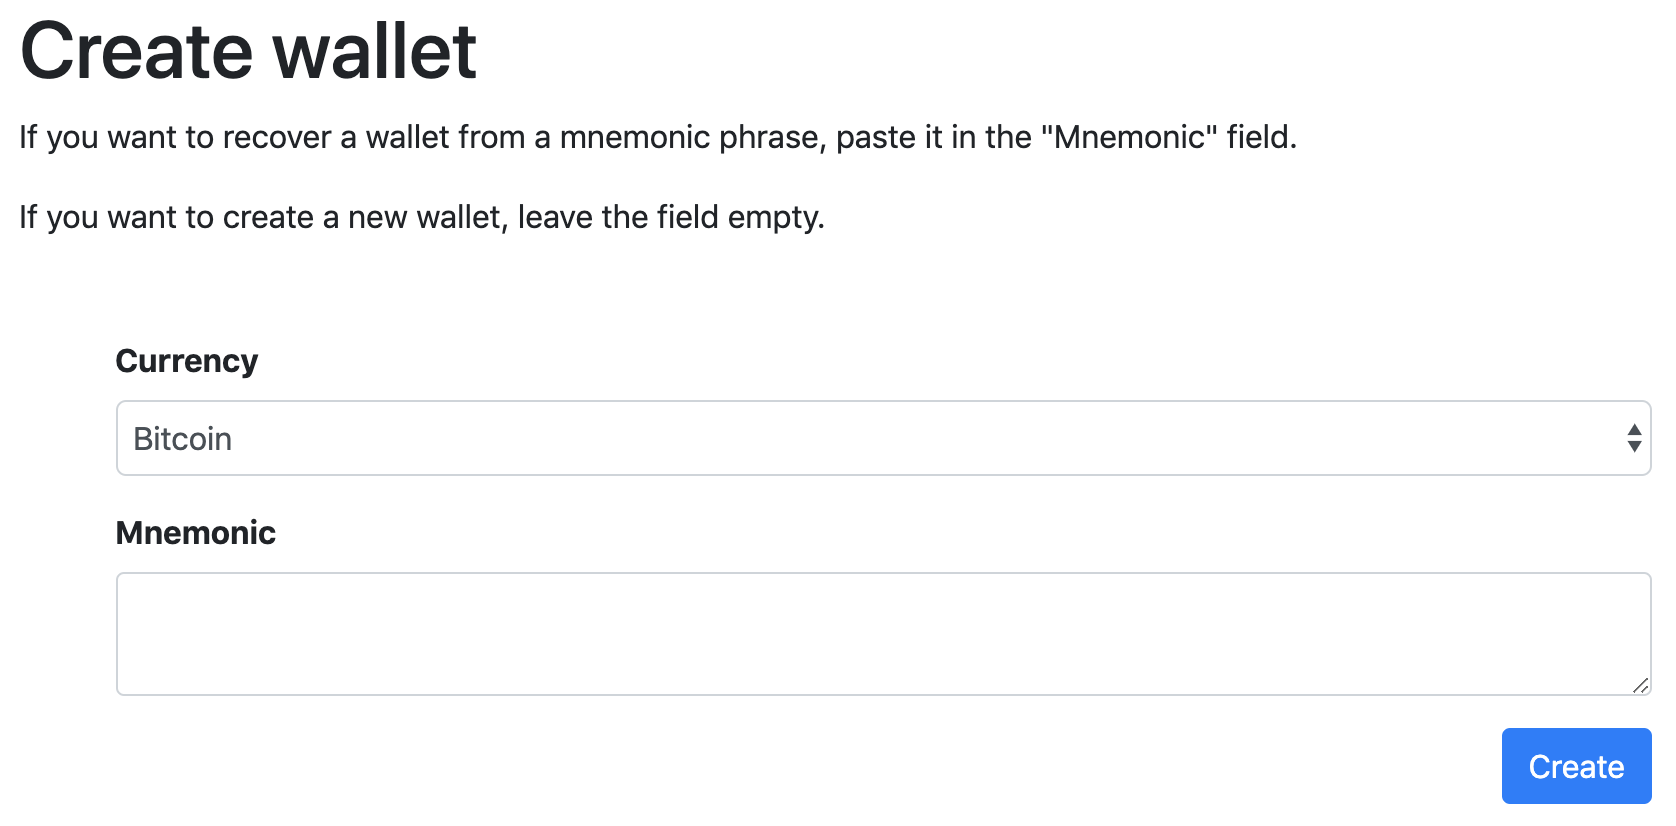 Create wallet
If you want to recover a wallet from a mnemonic phrase, paste it in the "Mnemonic" field.
If you want to create a new wallet, leave the field empty.
Currency
Bitcoin
Mnemonic
Create